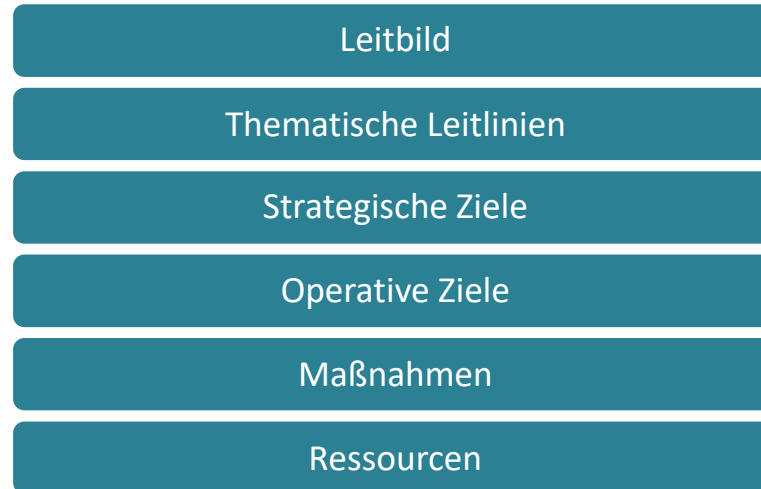 Leitbild
Thematische Leitlinien
Strategische Ziele
Operative Ziele
Maßnahmen
Ressourcen